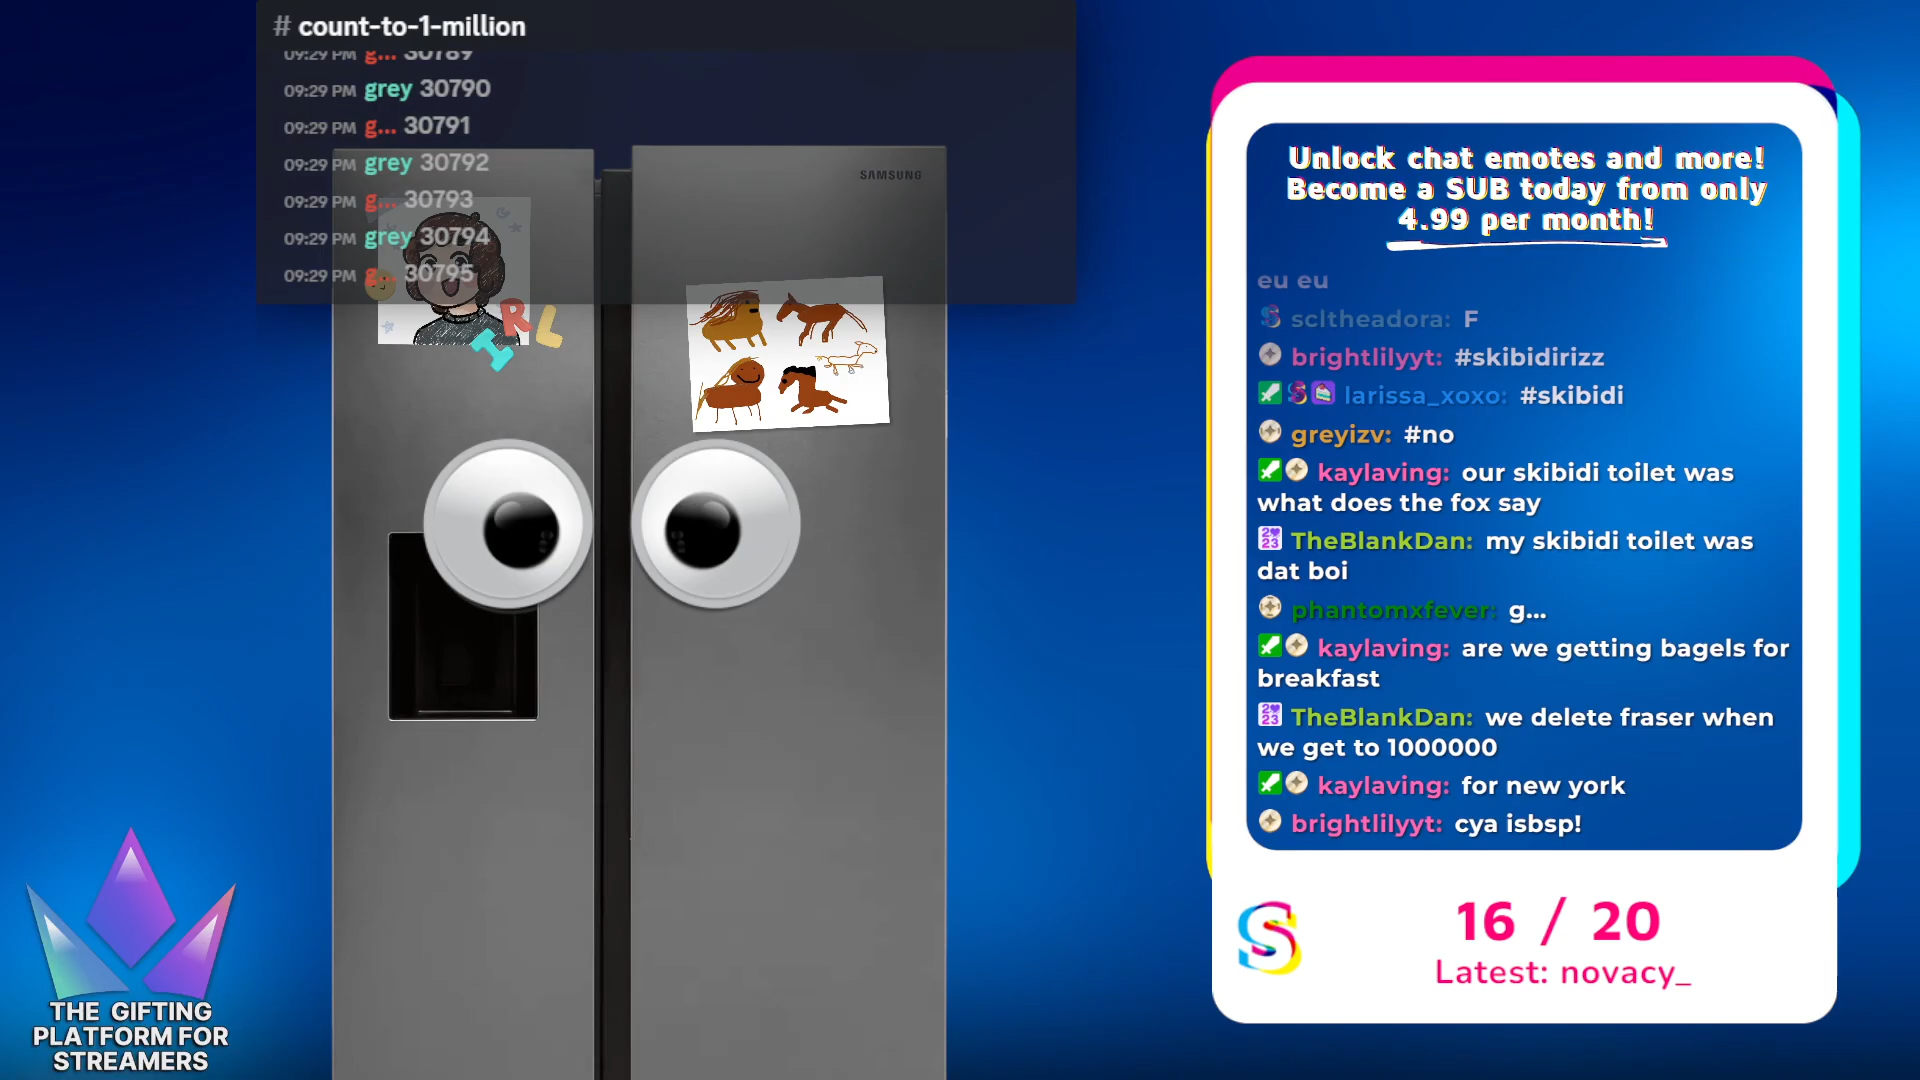 # count-to-1-million
09:29 PM g... 30789
09:29 PM grey 30790
09:29 PM g... 30791
09:29 PM grey 30792
09:29 PM g... 30793
09:29 PM grey 30794
09:29 PM g... 30795
SAMSUNG
IRL
THE GIFTING
PLATFORM FOR
STREAMERS
Unlock chat emotes and more!
Become a SUB today from only
4.99 per month!
eu eu
scltheadora: F
brightlilyyt: #skibidirizz
larissa_xoxo: #skibidi
greyizv: #no
kaylaving: our skibidi toilet was
what does the fox say
TheBlankDan: my skibidi toilet was
dat boi
phantomxfever: g...
kaylaving: are we getting bagels for
breakfast
TheBlankDan: we delete fraser when
we get to 1000000
kaylaving: for new york
brightlilyyt: cya isbsp!
S
16 / 20
Latest: novacy_